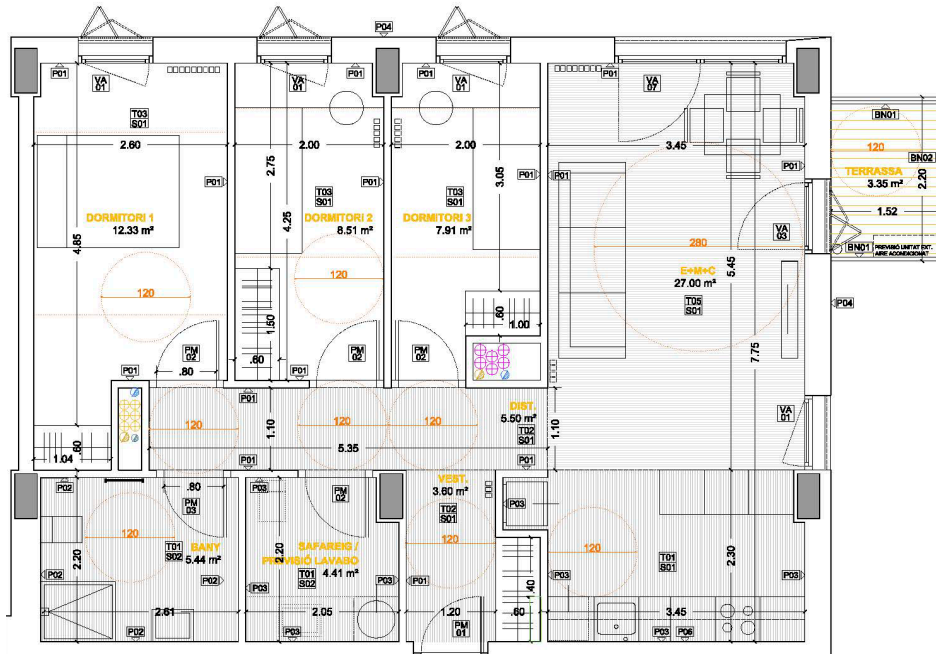 P04
P01
P01
P01
P01
P01
VA
01
VA
01
VA
01
VA
07
T03
S01
2.60
2.00
2.00
3.45
BN01
120
BN02
TERRASSA
3.35 m²
2.20
1.52
2.75
3.05
P01
P01
P01
P01
P01
T03
S01
T03
S01
DORMITORI 1
12.33 m²
DORMITORI 2
8.51 m²
DORMITORI 3
7.91 m²
4.85
4.25
VA
03
BN01
PREVISIÓ UNITAT EXT.
AIRE ACONDICIONAT
280
E+M+C
27.00 m²
5.45
T05
S01
P04
120
120
1.50
.60
.60
1.00
PM
02
PM
02
PM
02
.80
7.75
P01
P01
P01
VA
01
DIST.
5.50 m²
T02
S01
120
120
120
1.10
1.10
5.35
.60
1.04
P01
P01
P02
.80
P03
PM
02
VEST.
3.60 m²
T02
S01
P03
PM
03
120
120
120
T01
S02
BANY
5.44 m²
SAFAREIG /
PREVISIÓ LAVABO
4.41 m²
T01
S02
T01
S01
2.20
2.20
2.30
P02
P02
P03
P03
P01
P03
P03
.40
2.61
2.05
1.20
.60
3.45
P02
P03
PM
01
P03
P06